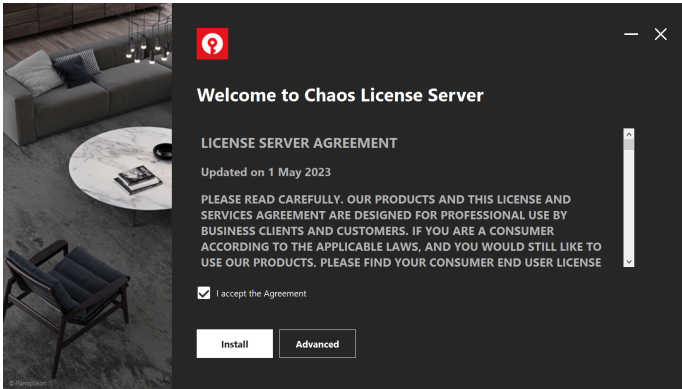 Welcome to Chaos License Server
LICENSE SERVER AGREEMENT
Updated on 1 May 2023
PLEASE READ CAREFULLY. OUR PRODUCTS AND THIS LICENSE AND
SERVICES AGREEMENT ARE DESIGNED FOR PROFESSIONAL USE BY
BUSINESS CLIENTS AND CUSTOMERS. IF YOU ARE A CONSUMER
ACCORDING TO THE APPLICABLE LAWS, AND YOU WOULD STILL LIKE TO
USE OUR PRODUCTS, PLEASE FIND YOUR CONSUMER END USER LICENSE
I accept the Agreement
Install
Advanced
© Panoptikon